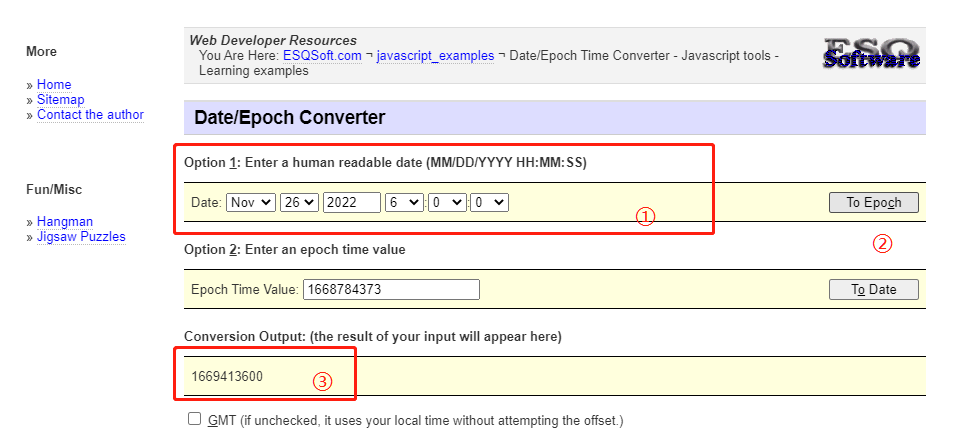 More
» Home
» Sitemap
» Contact the author
Fun/Misc
» Hangman
» Jigsaw Puzzles
Web Developer Resources
You Are Here: ESQSoft.com ¬ javascript_examples ¬ Date/Epoch Time Converter - Javascript tools -
Learning examples
ESQ
Software
Date/Epoch Converter
Option 1: Enter a human readable date (MM/DD/YYYY HH:MM:SS)
Date: Nov 26 2022 6 : 0 : 0 To Epoch
①
②
Option 2: Enter an epoch time value
Epoch Time Value: 1668784373 To Date
Conversion Output: (the result of your input will appear here)
1669413600 ③
GMT (if unchecked, it uses your local time without attempting the offset.)